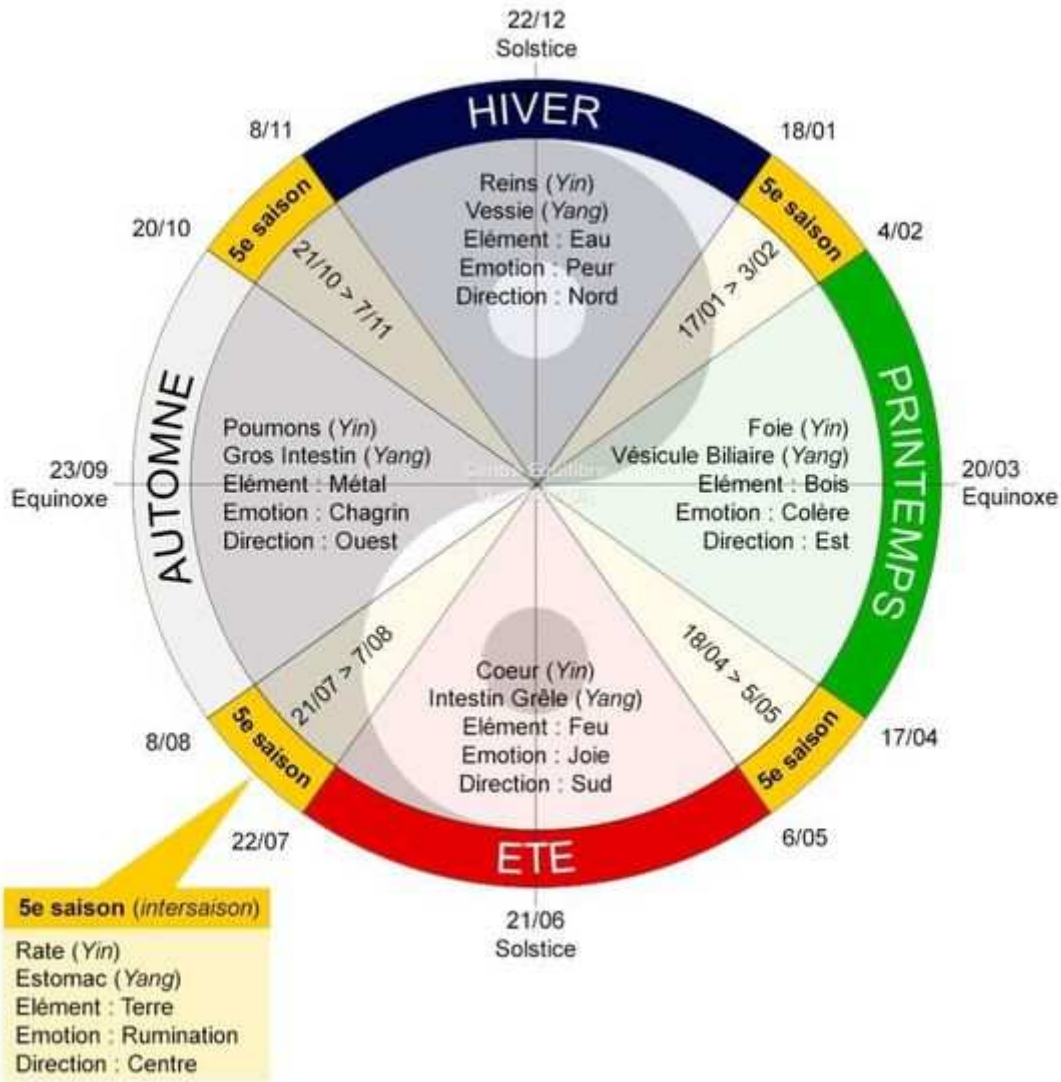 22/12
Solstice
HIVER
8/11
18/01
5e saison
5e saison
20/10
4/02
Reins (Yin)
Vessie (Yang)
Elément : Eau
Emotion : Peur
Direction : Nord
21/10 > 7/11
17/01 > 3/02
AUTOMNE
PRINTEMPS
23/09
Equinoxe
20/03
Equinoxe
Poumons (Yin)
Gros Intestin (Yang)
Elément : Métal
Emotion : Chagrin
Direction : Ouest
Centre Equilibre
Foie (Yin)
Vésicule Biliaire (Yang)
Elément : Bois
Emotion : Colère
Direction : Est
21/07 > 7/08
18/04 > 5/05
Coeur (Yin)
Intestin Grêle (Yang)
Elément : Feu
Emotion : Joie
Direction : Sud
8/08
17/04
5e saison
5e saison
22/07
6/05
ETE
21/06
Solstice
5e saison (intersaison)
Rate (Yin)
Estomac (Yang)
Elément : Terre
Emotion : Rumination
Direction : Centre